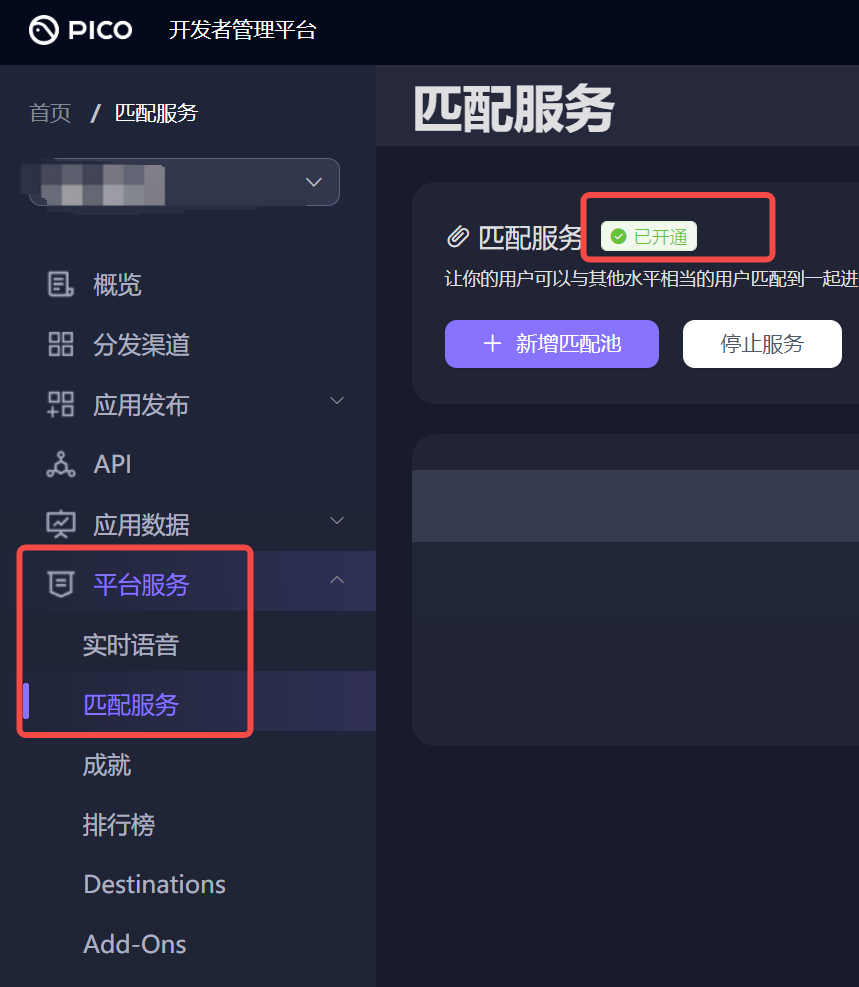 PICO 开发者管理平台
首页 / 匹配服务
概览
分发渠道
应用发布
API
应用数据
平台服务
实时语音
匹配服务
成就
排行榜
Destinations
Add-Ons
匹配服务
匹配服务 已开通
让你的用户可以与其他水平相当的用户匹配到一起进
+ 新增匹配池 停止服务